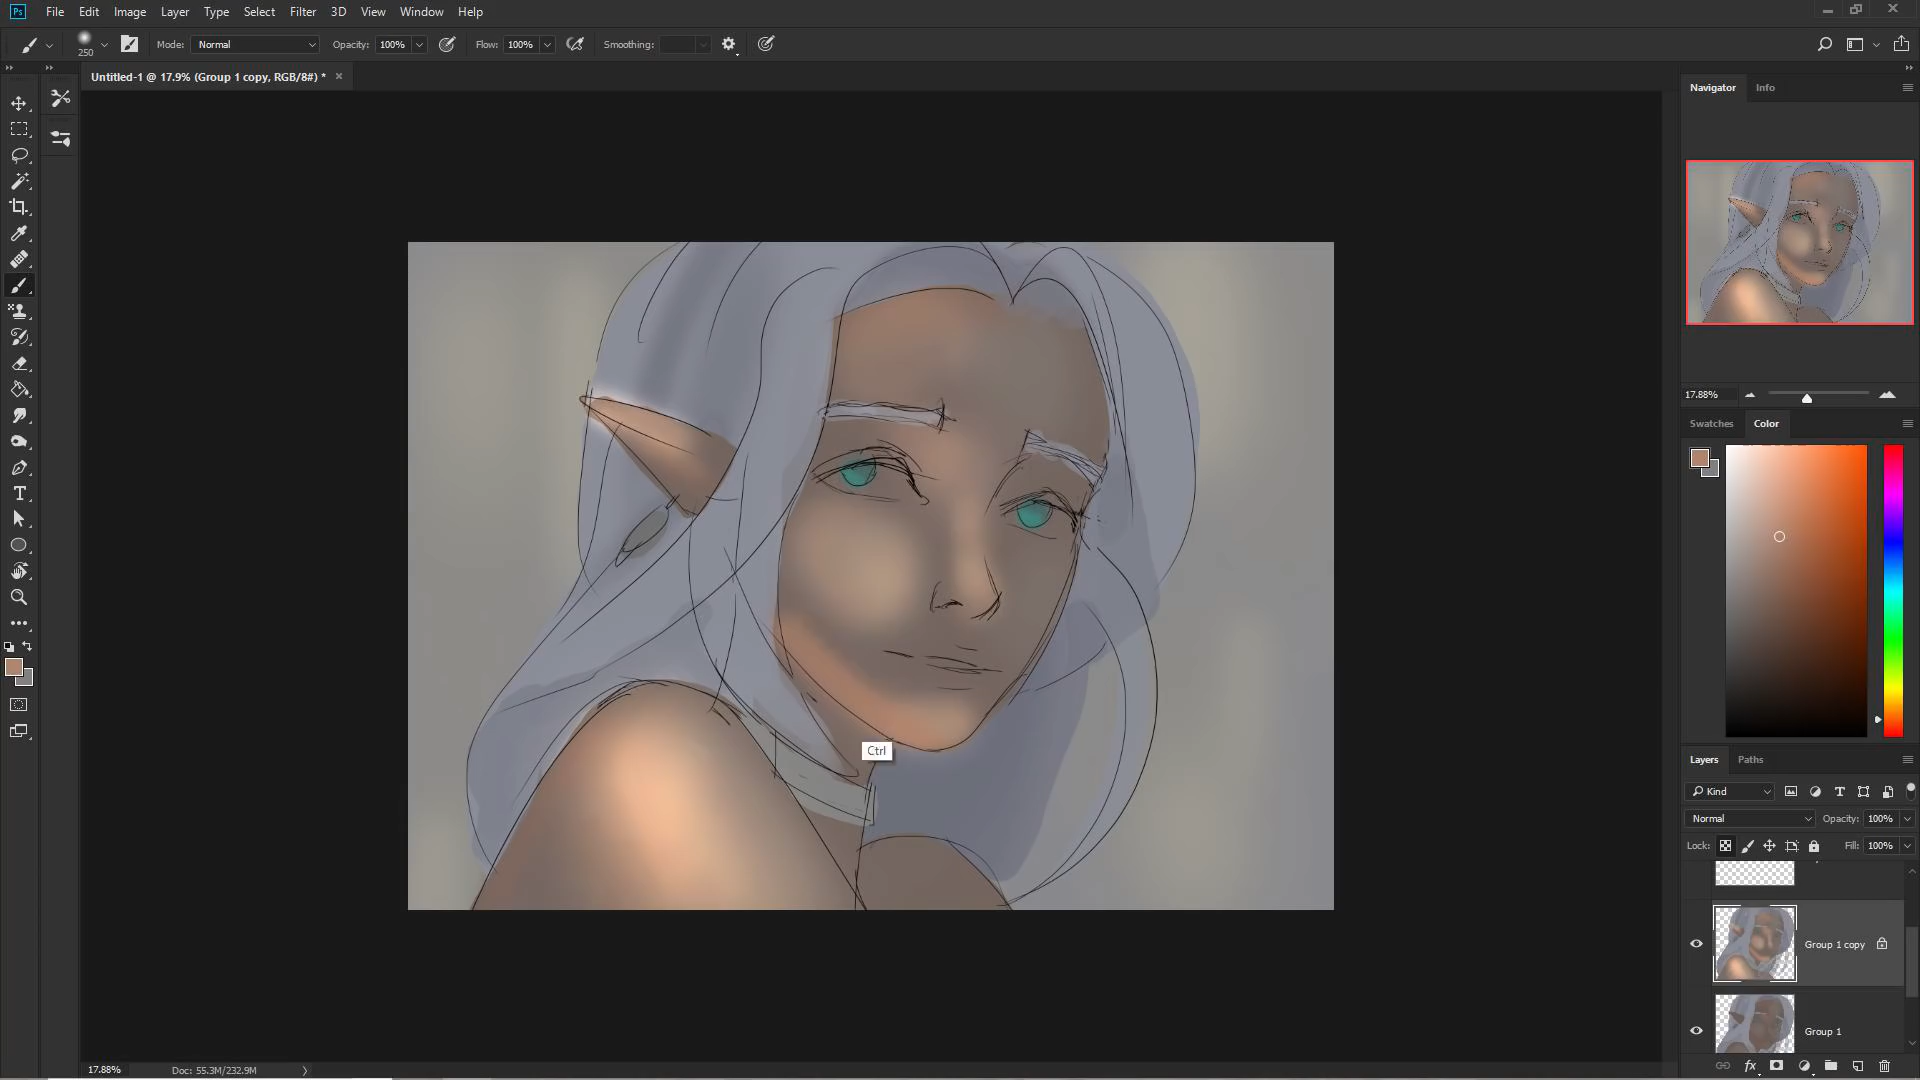 Ps File Edit Image Layer Type Select Filter 3D View Window Help
250 Mode: Normal Opacity: 100% Flow: 100% Smoothing:
Untitled-1 @ 17.9% (Group 1 copy, RGB/8#) * ×
Navigator Info
17.88%
Swatches Color
Ctrl
Layers Paths
Kind
Normal Opacity: 100%
Lock: Fill: 100%
Group 1 copy
Group 1
fx
17.88% Doc: 55.3M/232.9M